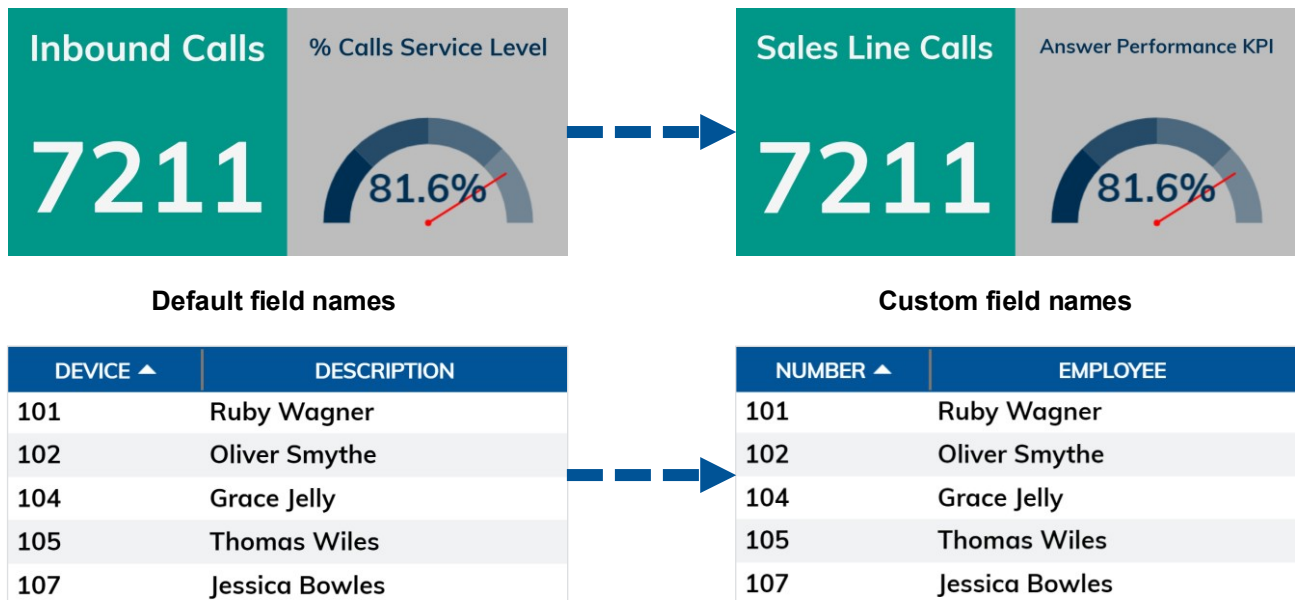 Inbound Calls
% Calls Service Level
7211
81.6%
Sales Line Calls
Answer Performance KPI
7211
81.6%
Default field names
Custom field names
DEVICE ▲ DESCRIPTION
101 Ruby Wagner
102 Oliver Smythe
104 Grace Jelly
105 Thomas Wiles
107 Jessica Bowles
NUMBER ▲ EMPLOYEE
101 Ruby Wagner
102 Oliver Smythe
104 Grace Jelly
105 Thomas Wiles
107 Jessica Bowles